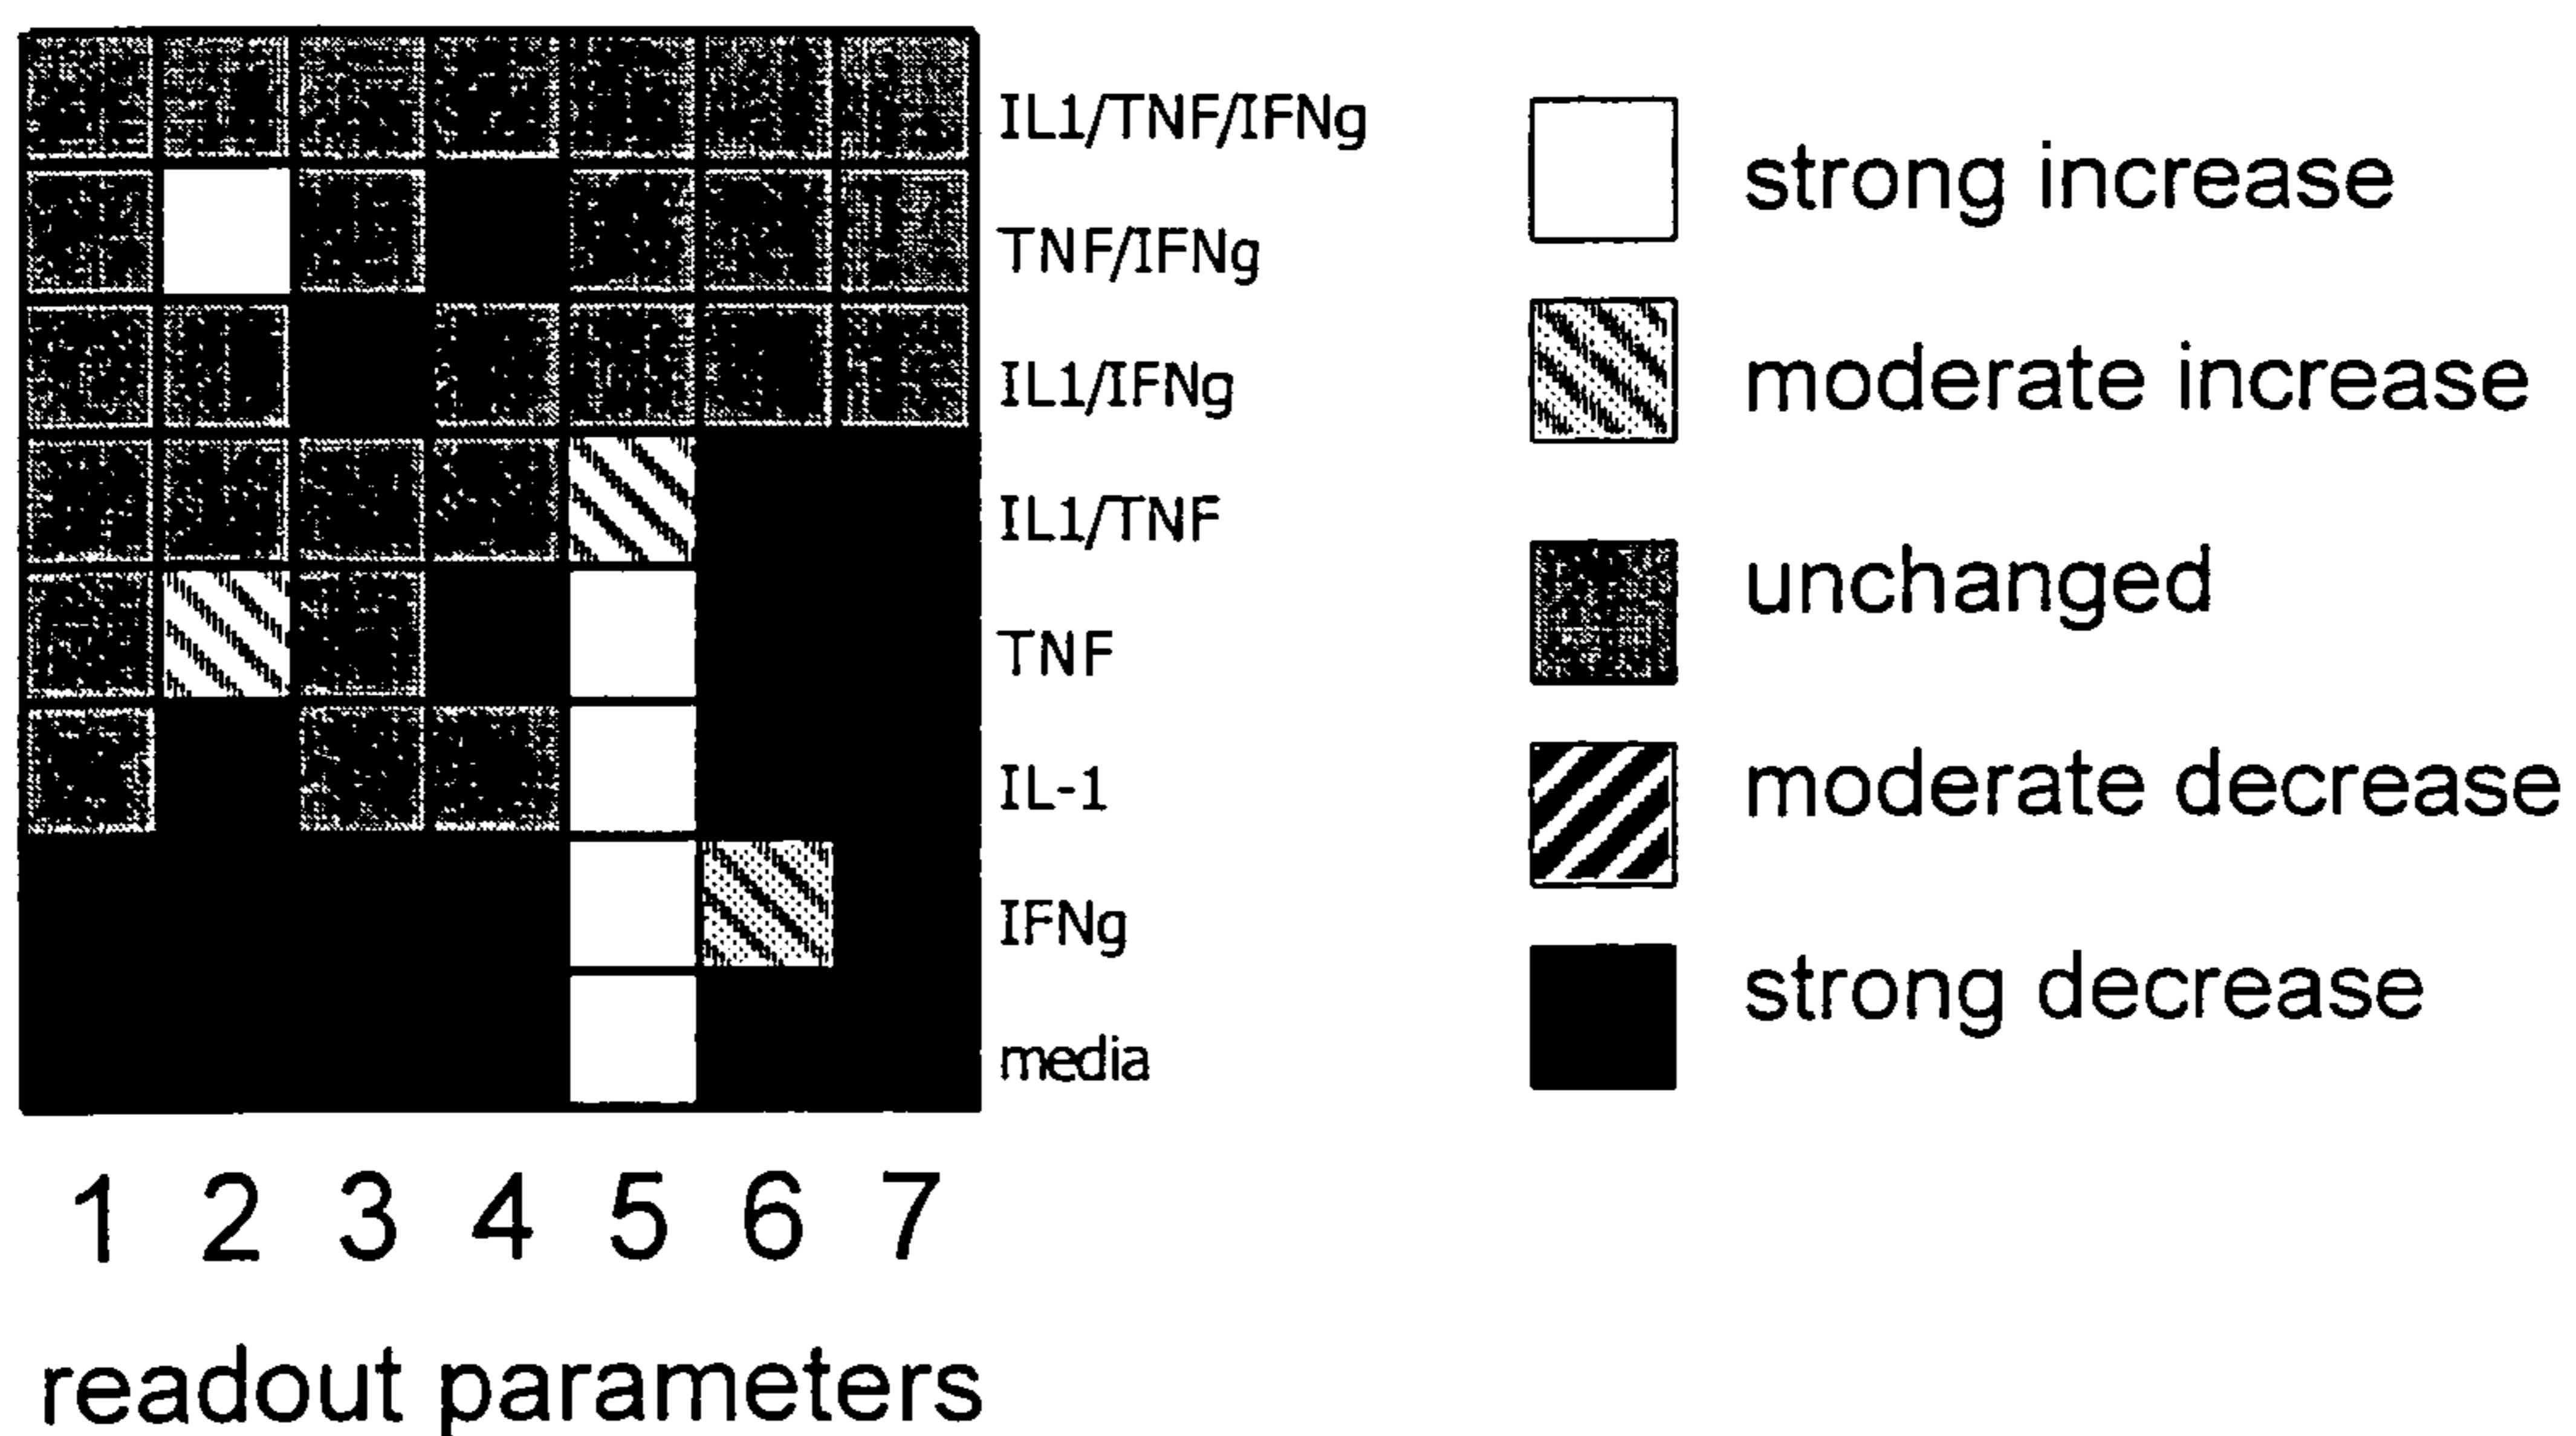 IL1/TNF/IFNg
TNF/IFNg
IL1/IFNg
IL1/TNF
TNF
IL-1
IFNg
media
1 2 3 4 5 6 7
readout parameters
strong increase
moderate increase
unchanged
moderate decrease
strong decrease